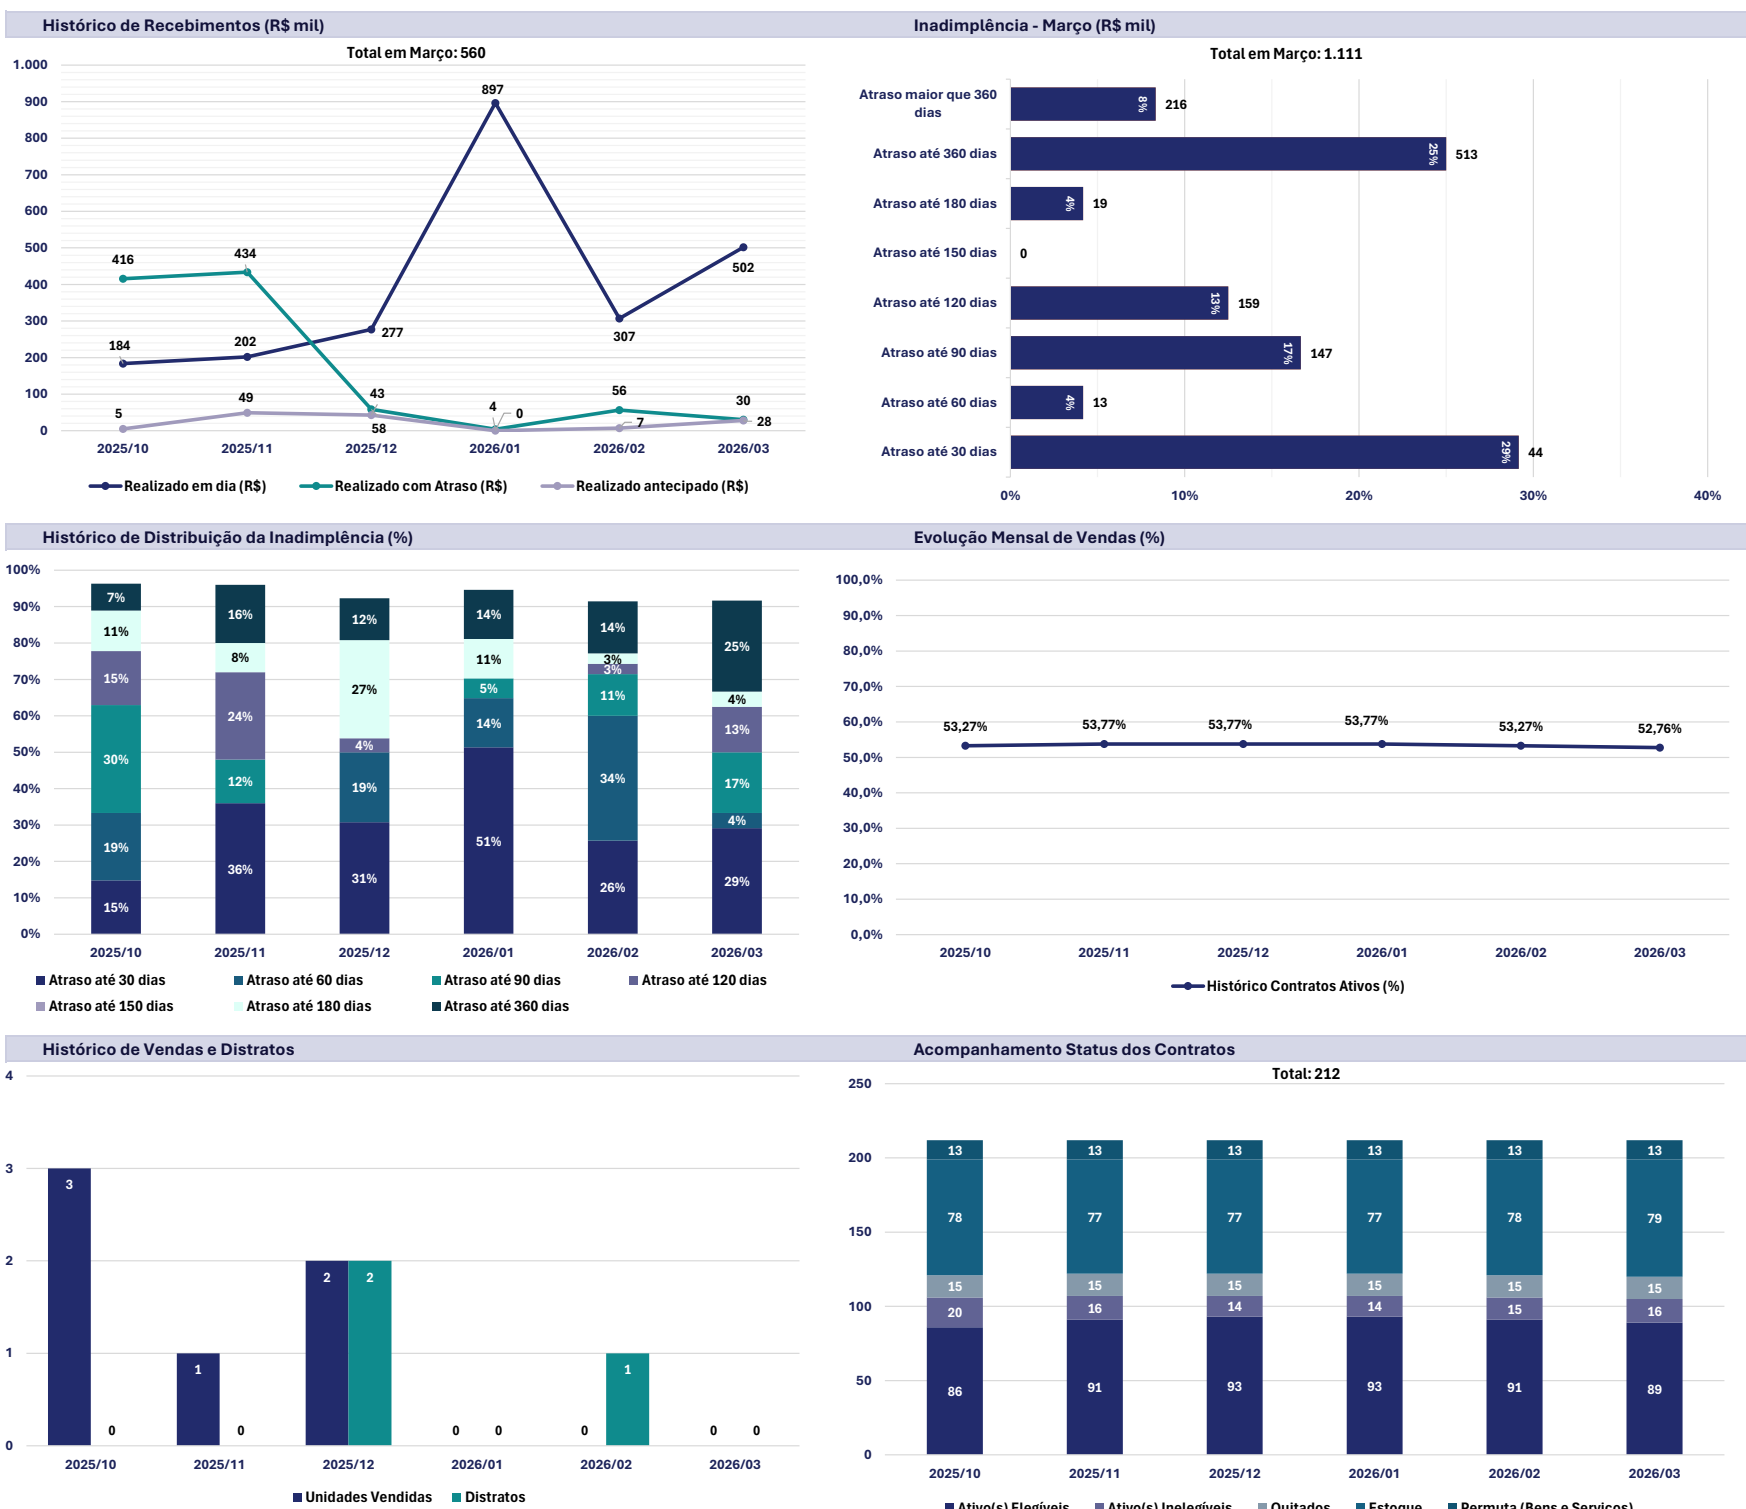 Histórico de Recebimentos (R$ mil)
Total em Março: 560
1.000
900
800
700
600
500
400
300
200
100
0
416
434
184
202
5
49
277
43
58
897
4
0
307
56
7
502
30
28
2025/10 2025/11 2025/12 2026/01 2026/02 2026/03
Realizado em dia (R$) Realizado com Atraso (R$) Realizado antecipado (R$)
Inadimplência - Março (R$ mil)
Total em Março: 1.111
Atraso maior que 360
dias
8% 216
Atraso até 360 dias 25% 513
Atraso até 180 dias 4% 19
Atraso até 150 dias 0
Atraso até 120 dias 13% 159
Atraso até 90 dias 17% 147
Atraso até 60 dias 4% 13
Atraso até 30 dias 29% 44
0% 10% 20% 30% 40%
Histórico de Distribuição da Inadimplência (%)
100%
90%
80%
70%
60%
50%
40%
30%
20%
10%
0%
7%
11%
15%
30%
19%
15%
16%
8%
24%
12%
36%
12%
27%
4%
19%
31%
14%
11%
5%
14%
51%
14%
3%
3%
11%
34%
26%
25%
4%
13%
17%
4%
29%
2025/10 2025/11 2025/12 2026/01 2026/02 2026/03
Atraso até 30 dias Atraso até 60 dias Atraso até 90 dias Atraso até 120 dias
Atraso até 150 dias Atraso até 180 dias Atraso até 360 dias
Evolução Mensal de Vendas (%)
100,0%
90,0%
80,0%
70,0%
60,0%
50,0%
40,0%
30,0%
20,0%
10,0%
0,0%
53,27% 53,77% 53,77% 53,77% 53,27% 52,76%
2025/10 2025/11 2025/12 2026/01 2026/02 2026/03
Histórico Contratos Ativos (%)
Histórico de Vendas e Distratos
4
3
2
1
0
3 0
1 0
2 2
0 0
0 1
0 0
2025/10 2025/11 2025/12 2026/01 2026/02 2026/03
Unidades Vendidas Distratos
Acompanhamento Status dos Contratos
Total: 212
250
200
150
100
50
0
13 13 13 13 13 13
78 77 77 77 78 79
15 15 15 15 15 15
20 16 14 14 15 16
86 91 93 93 91 89
2025/10 2025/11 2025/12 2026/01 2026/02 2026/03
Ativo(s) Elegíveis Ativo(s) Inelegíveis Quitados Estoque Permuta (Bens e Serviços)